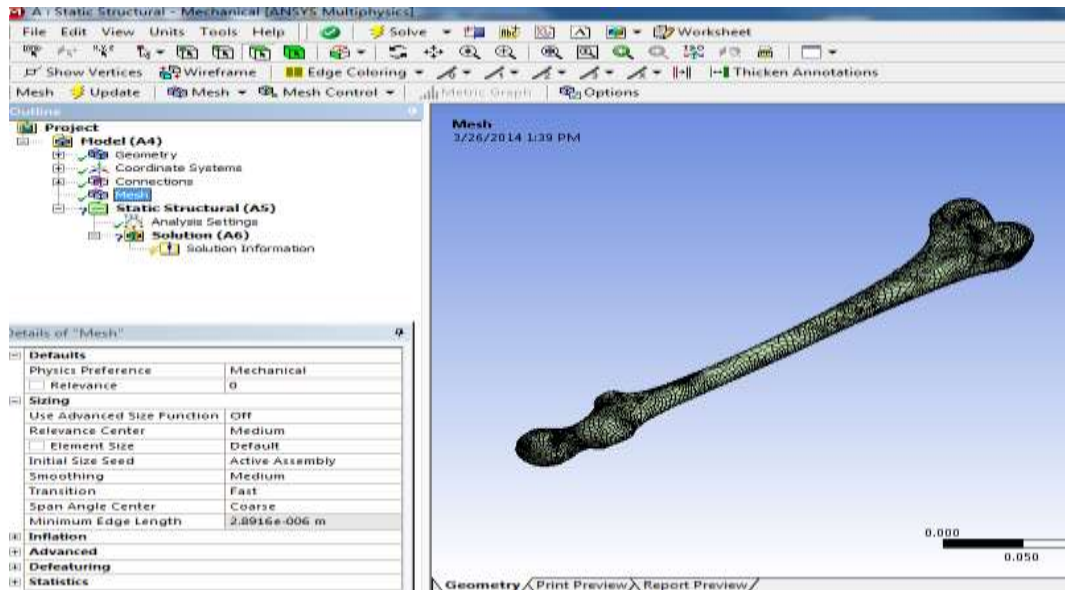 A : Static Structural - Mechanical [ANSYS Multiphysics]
File Edit View Units Tools Help Solve Worksheet
Show Vertices Wireframe Edge Coloring Thicken Annotations
Mesh Update Mesh Mesh Control Metric Graph Options
Outline
Project
Model (A4)
Geometry
Coordinate Systems
Connections
Mesh
Static Structural (A5)
Analysis Settings
Solution (A6)
Solution Information
Details of "Mesh"
Defaults
Physics Preference Mechanical
Relevance 0
Sizing
Use Advanced Size Function Off
Relevance Center Medium
Element Size Default
Initial Size Seed Active Assembly
Smoothing Medium
Transition Fast
Span Angle Center Coarse
Minimum Edge Length 2.8916e-006 m
Inflation
Advanced
Defeaturing
Statistics
Mesh
3/26/2014 1:39 PM
0.000
0.050
Geometry Print Preview Report Preview